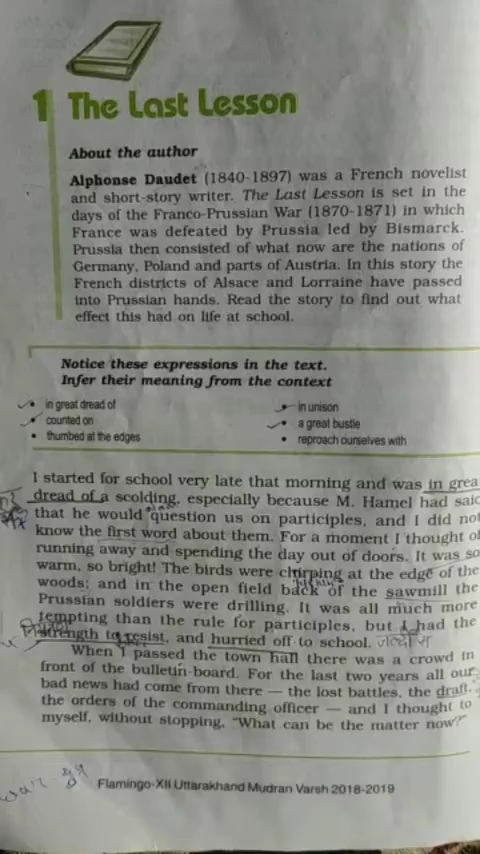 1 The Last Lesson
About the author
Alphonse Daudet (1840-1897) was a French novelist
and short-story writer. The Last Lesson is set in the
days of the Franco-Prussian War (1870-1871) in which
France was defeated by Prussia led by Bismarck.
Prussia then consisted of what now are the nations of
Germany, Poland and parts of Austria. In this story the
French districts of Alsace and Lorraine have passed
into Prussian hands. Read the story to find out what
effect this had on life at school.
Notice these expressions in the text.
Infer their meaning from the context
• in great dread of
• counted on
• thumbed at the edges
• in unison
• a great bustle
• reproach ourselves with
I started for school very late that morning and was in grea
dread of a scolding, especially because M. Hamel had said
that he would question us on participles, and I did not
know the first word about them. For a moment I thought of
running away and spending the day out of doors. It was so
warm, so bright! The birds were chirping at the edge of the
woods; and in the open field back of the sawmill the
Prussian soldiers were drilling. It was all much more
tempting than the rule for participles, but I had the
strength to resist, and hurried off to school.
When I passed the town hall there was a crowd in
front of the bulletin-board. For the last two years all our
bad news had come from there — the lost battles, the draft,
the orders of the commanding officer — and I thought to
myself, without stopping, “What can be the matter now?”
Flamingo-XII Uttarakhand Mudran Varsh 2018-2019